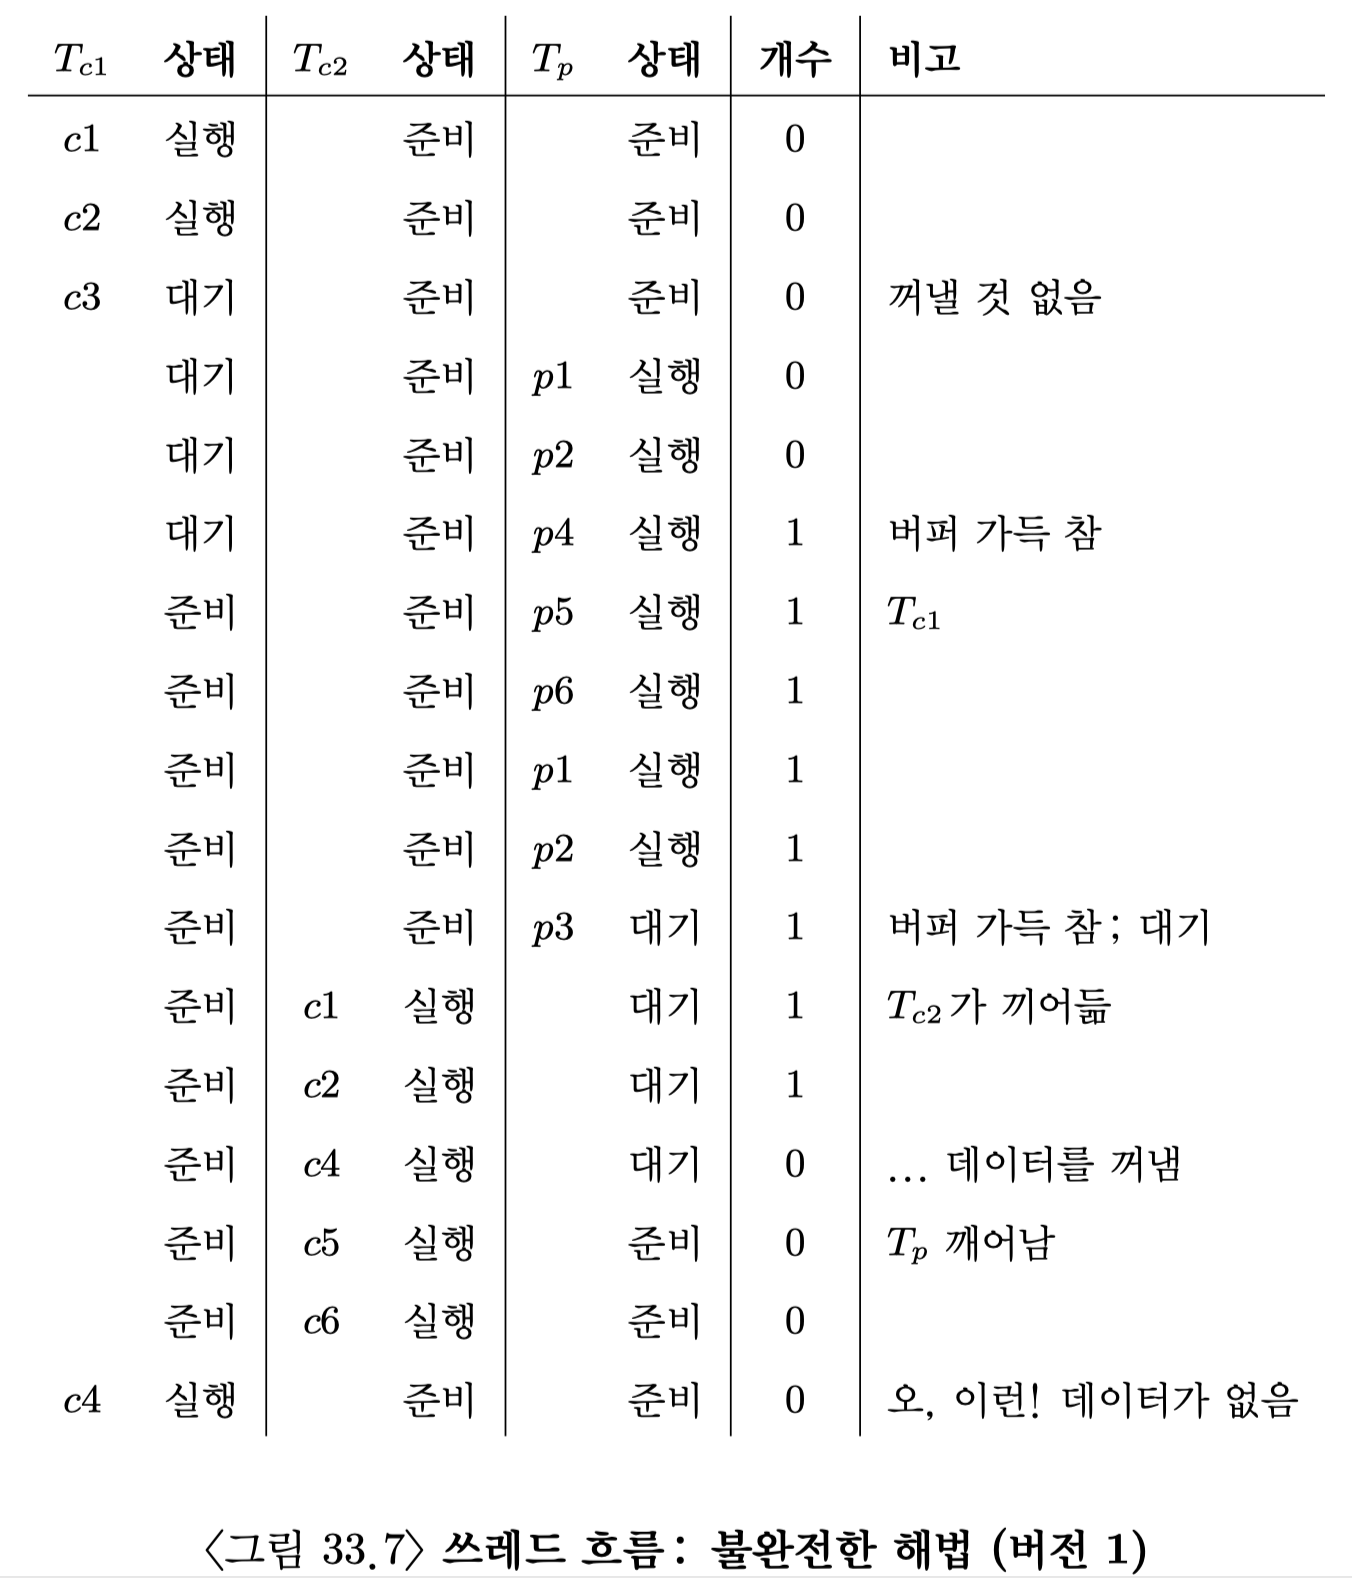 Tc1 상태 Tc2 상태 Tp 상태 개수 비고
c1 실행 준비 준비 0
c2 실행 준비 준비 0
c3 대기 준비 준비 0 꺼낼 것 없음
대기 준비 p1 실행 0
대기 준비 p2 실행 0
대기 준비 p4 실행 1 버퍼 가득 참
준비 준비 p5 실행 1 Tc1
준비 준비 p6 실행 1
준비 준비 p1 실행 1
준비 준비 p2 실행 1
준비 준비 p3 대기 1 버퍼 가득 참; 대기
준비 c1 실행 대기 1 Tc2가 끼어듦
준비 c2 실행 대기 1
준비 c4 실행 대기 0 ... 데이터를 꺼냄
준비 c5 실행 준비 0 Tp 깨어남
준비 c6 실행 준비 0
c4 실행 준비 준비 0 오, 이런! 데이터가 없음
〈그림 33.7〉 쓰레드 흐름: 불완전한 해법 (버전 1)